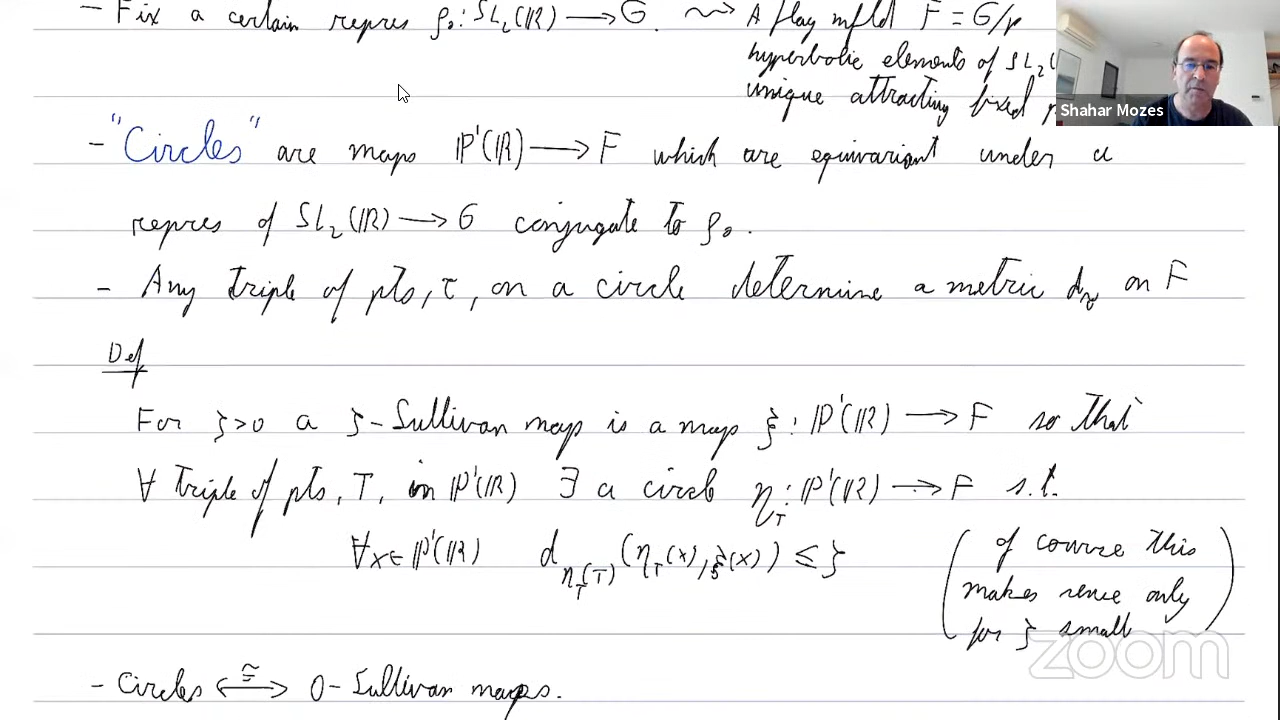 - Fix a certain repres ρ₀: SL₂(ℝ) ⟶ G. ⇝ A flag mfld F = G/P
hyperbolic elements of SL₂(
unique attracting fixed p
Shahar Mozes
- "Circles" are maps ℙ¹(ℝ) ⟶ F which are equivariant under a
repres of SL₂(ℝ) ⟶ G conjugate to ρ₀.
- Any triple of pts, τ, on a circle determine a metric d_τ on F
Def
For ζ>0 a ζ-Sullivan map is a map ξ: ℙ¹(ℝ) ⟶ F so that
∀ triple of pts, T, in ℙ¹(ℝ) ∃ a circle η_T: ℙ¹(ℝ) ⟶ F s.t.
∀x∈ℙ¹(ℝ) d_{η_T(T)}(η_T(x), ξ(x)) ≤ ζ
(of course this
makes sense only
for ζ small)
zoom
- Circles ≅⟷ 0-Sullivan maps.